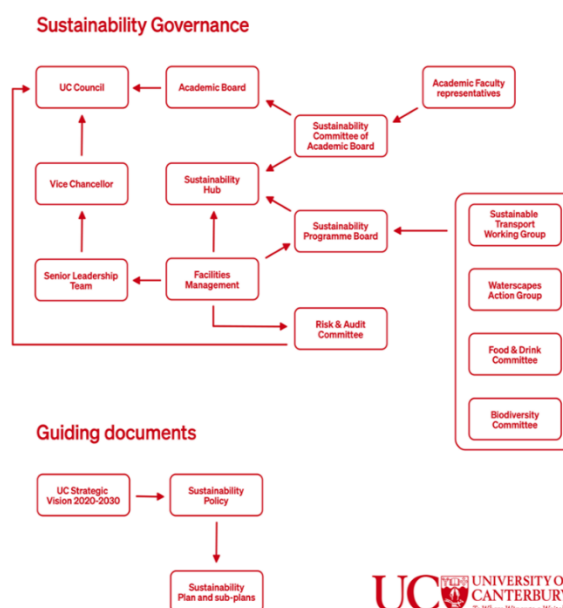 Sustainability Governance
UC Council
Academic Board
Academic Faculty
representatives
Sustainability
Committee of
Academic Board
Vice Chancellor
Sustainability
Hub
Sustainability
Programme Board
Sustainable
Transport
Working Group
Senior Leadership
Team
Facilities
Management
Waterscapes
Action Group
Risk & Audit
Committee
Food & Drink
Committee
Biodiversity
Committee
Guiding documents
UC Strategic
Vision 2020-2030
Sustainability
Policy
Sustainability
Plan and sub-plans
UC
UNIVERSITY OF
CANTERBURY